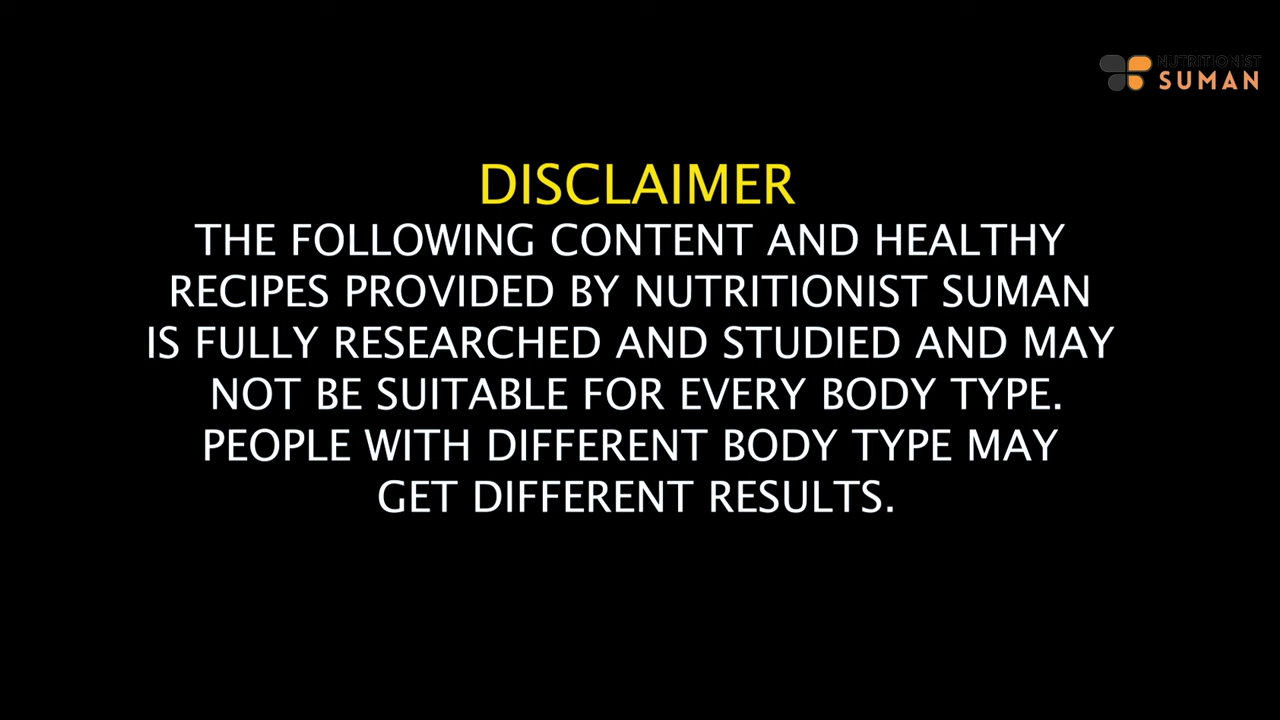 NUTRITIONIST
SUMAN
DISCLAIMER
THE FOLLOWING CONTENT AND HEALTHY
RECIPES PROVIDED BY NUTRITIONIST SUMAN
IS FULLY RESEARCHED AND STUDIED AND MAY
NOT BE SUITABLE FOR EVERY BODY TYPE.
PEOPLE WITH DIFFERENT BODY TYPE MAY
GET DIFFERENT RESULTS.